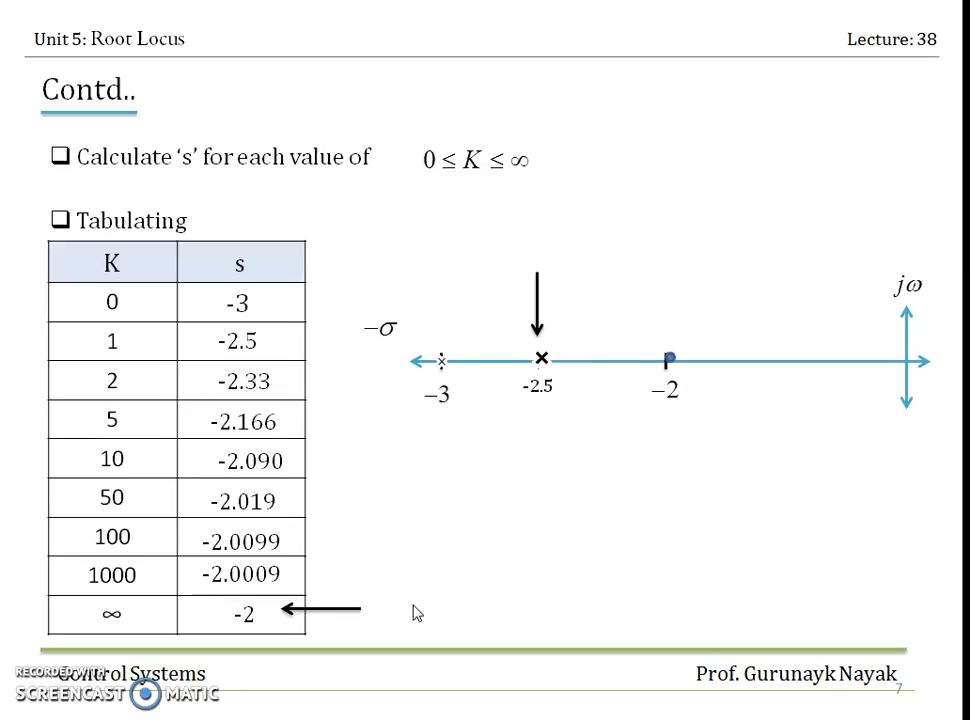 Unit 5: Root Locus
Lecture: 38
Contd..
Calculate ‘s’ for each value of 0 ≤ K ≤ ∞
Tabulating
K s
0 -3
1 -2.5
2 -2.33
5 -2.166
10 -2.090
50 -2.019
100 -2.0099
1000 -2.0009
∞ -2
jω
−σ
−3
-2.5
−2
Control Systems
Prof. Gurunayk Nayak
7
RECORDED WITH
SCREENCAST MATIC